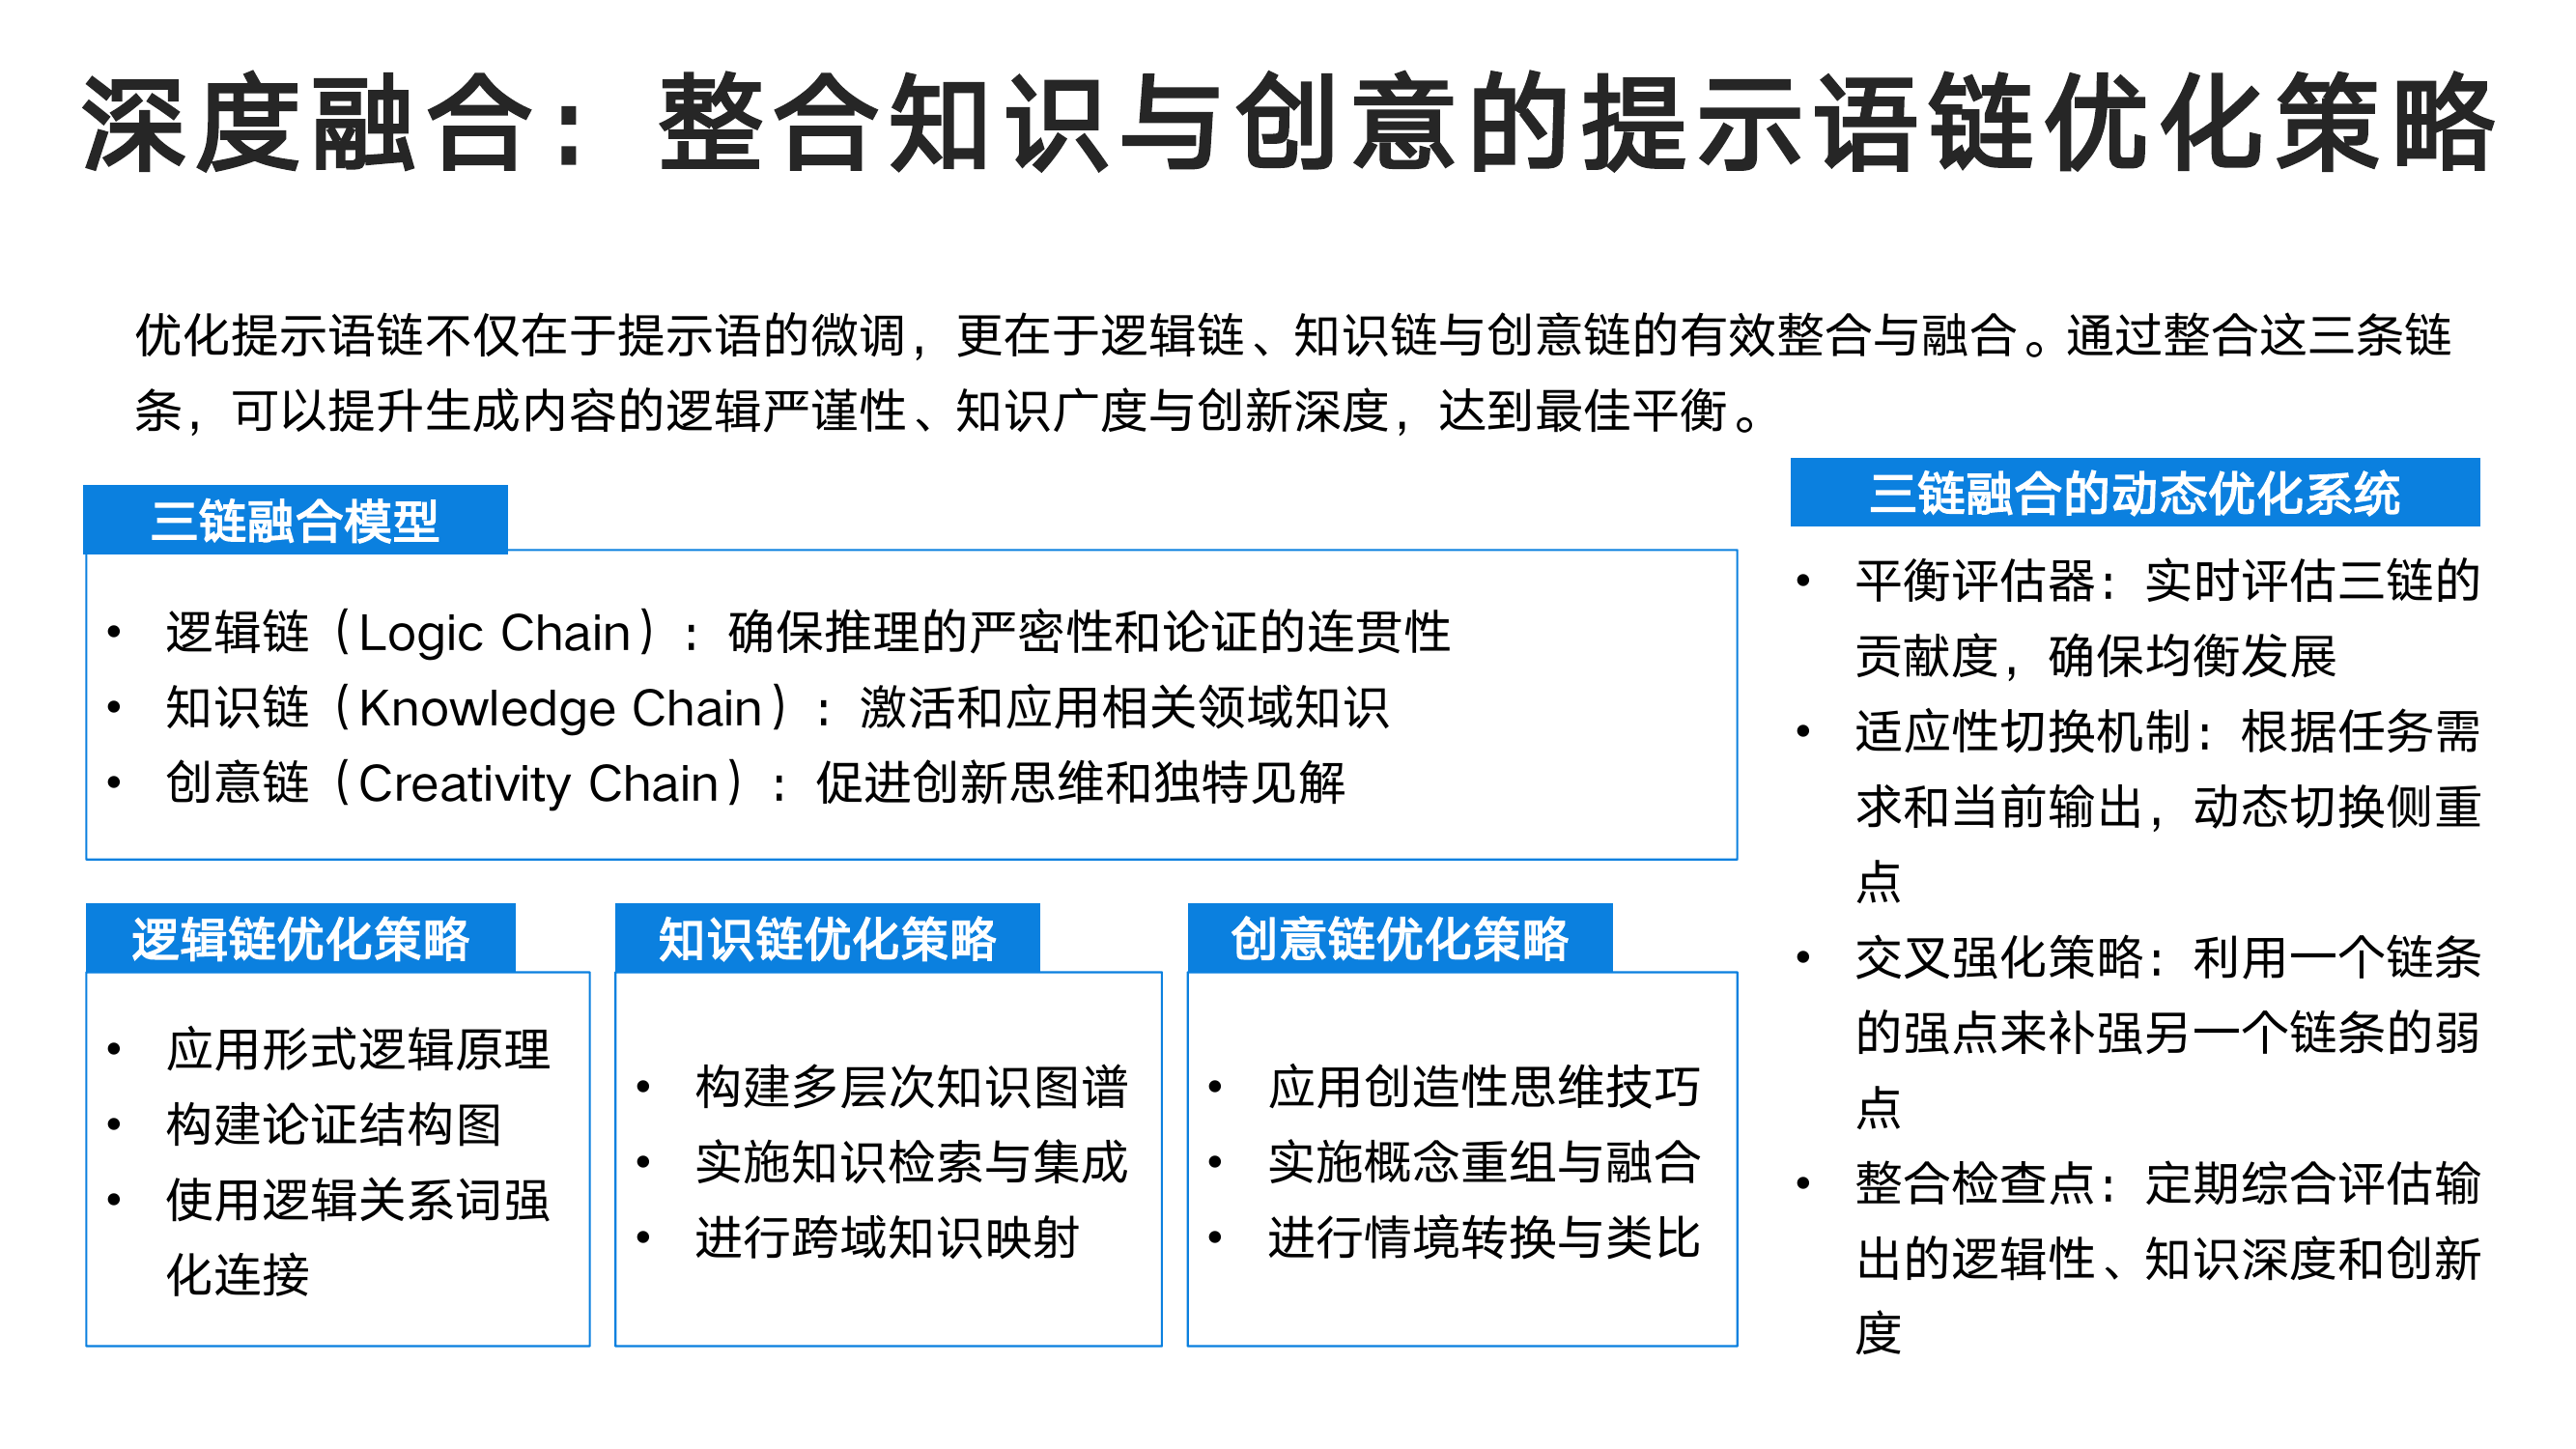 深度融合：整合知识与创意的提示语链优化策略
优化提示语链不仅在于提示语的微调，更在于逻辑链、知识链与创意链的有效整合与融合。通过整合这三条链
条，可以提升生成内容的逻辑严谨性、知识广度与创新深度，达到最佳平衡。
三链融合模型
• 逻辑链（Logic Chain）：确保推理的严密性和论证的连贯性
• 知识链（Knowledge Chain）：激活和应用相关领域知识
• 创意链（Creativity Chain）：促进创新思维和独特见解
逻辑链优化策略
• 应用形式逻辑原理
• 构建论证结构图
• 使用逻辑关系词强
化连接
知识链优化策略
• 构建多层次知识图谱
• 实施知识检索与集成
• 进行跨域知识映射
创意链优化策略
• 应用创造性思维技巧
• 实施概念重组与融合
• 进行情境转换与类比
三链融合的动态优化系统
• 平衡评估器：实时评估三链的
贡献度，确保均衡发展
• 适应性切换机制：根据任务需
求和当前输出，动态切换侧重
点
• 交叉强化策略：利用一个链条
的强点来补强另一个链条的弱
点
• 整合检查点：定期综合评估输
出的逻辑性、知识深度和创新
度